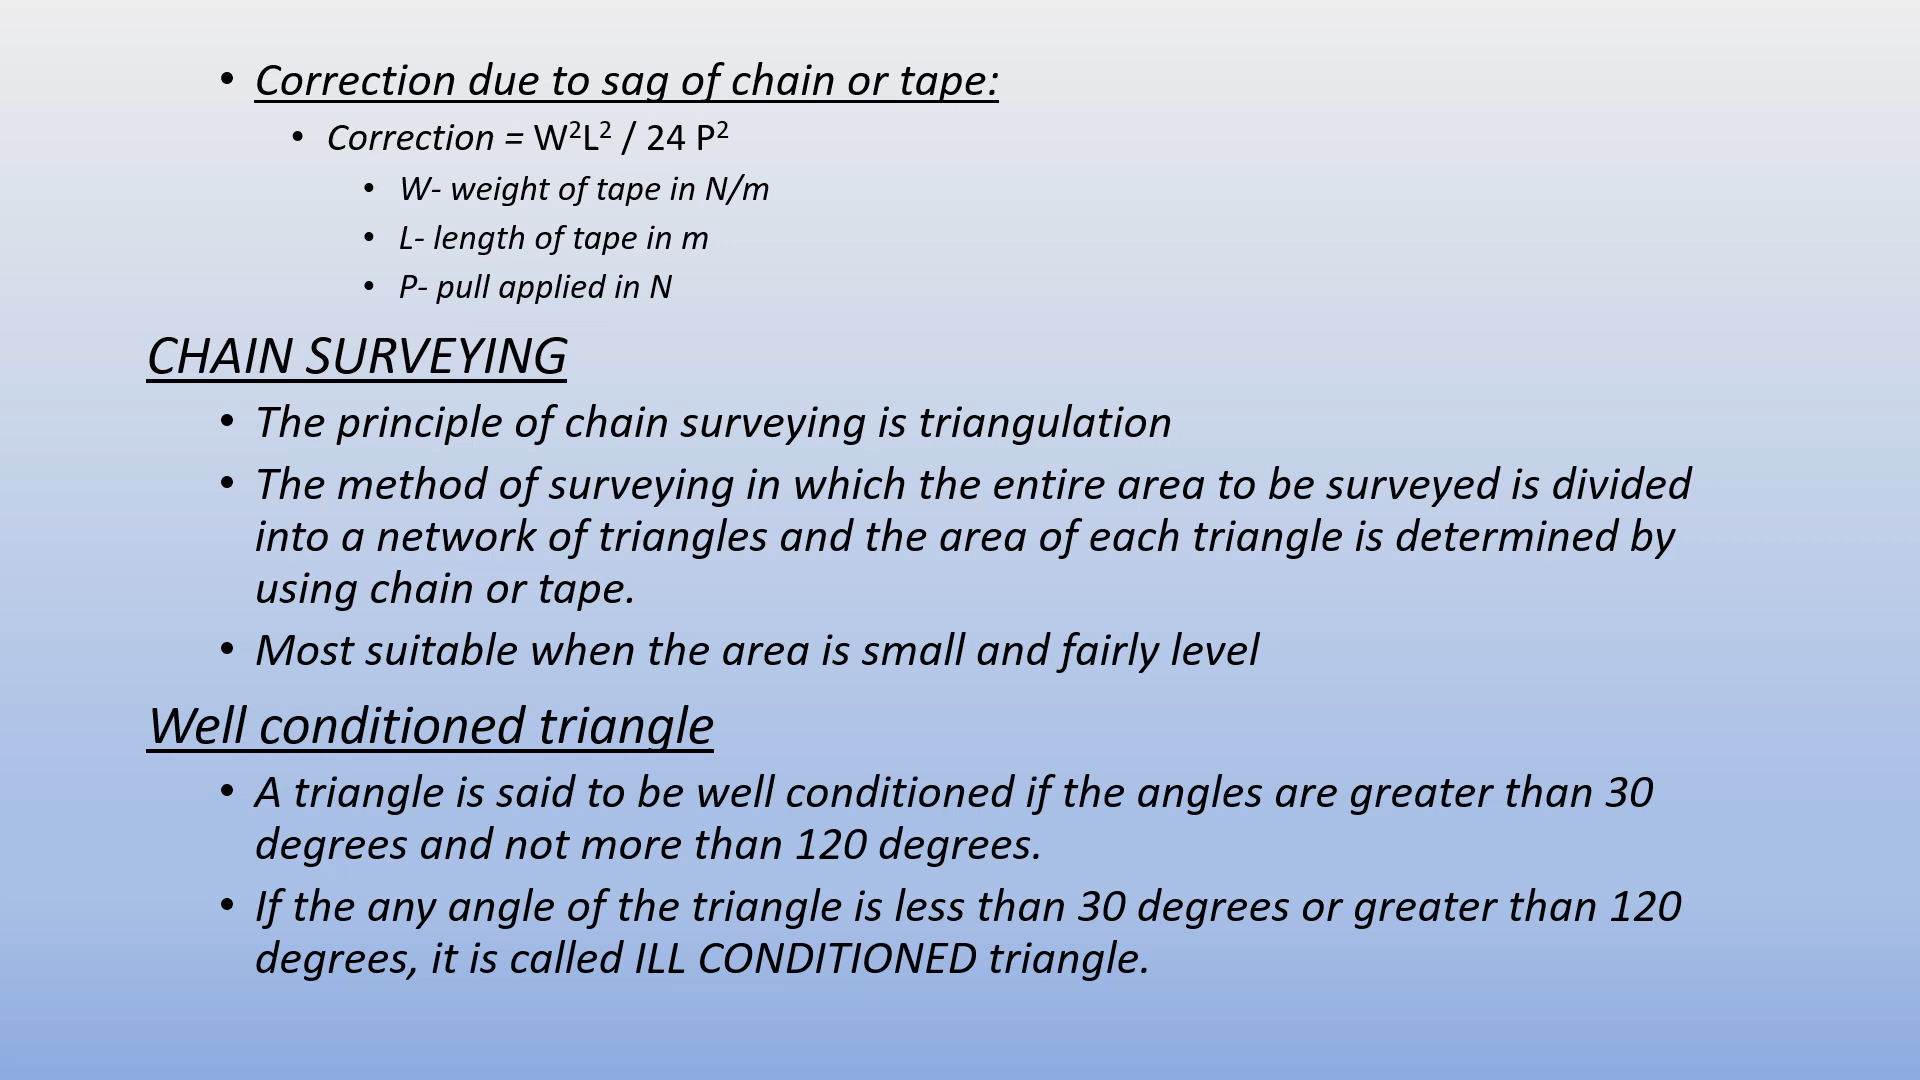 • Correction due to sag of chain or tape:
• Correction = W²L² / 24 P²
• W- weight of tape in N/m
• L- length of tape in m
• P- pull applied in N
CHAIN SURVEYING
• The principle of chain surveying is triangulation
• The method of surveying in which the entire area to be surveyed is divided
into a network of triangles and the area of each triangle is determined by
using chain or tape.
• Most suitable when the area is small and fairly level
Well conditioned triangle
• A triangle is said to be well conditioned if the angles are greater than 30
degrees and not more than 120 degrees.
• If the any angle of the triangle is less than 30 degrees or greater than 120
degrees, it is called ILL CONDITIONED triangle.